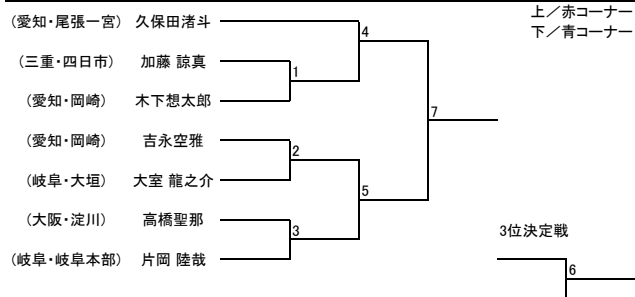 上／赤コーナー
下／青コーナー
(愛知・尾張一宮) 久保田渚斗
4
(三重・四日市) 加藤 諒真
1
(愛知・岡崎) 木下想太郎
7
(愛知・岡崎) 吉永空雅
2
(岐阜・大垣) 大室 龍之介
5
(大阪・淀川) 高橋聖那
3
3位決定戦
(岐阜・岐阜本部) 片岡 陸哉
6